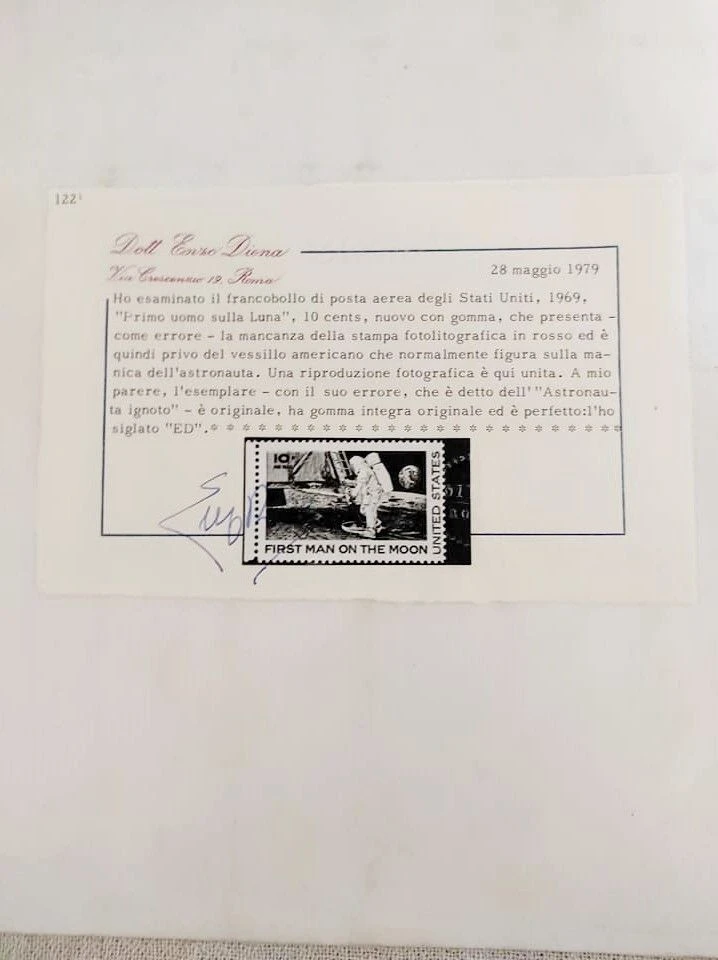 122
Dott Enzo Diena
Via Crescenzio 19. Roma
28 maggio 1979
Ho esaminato il francobollo di posta aerea degli Stati Uniti, 1969,
"Primo uomo sulla Luna", 10 cents, nuovo con gomma, che presenta -
come errore - la mancanza della stampa fotolitografica in rosso ed è
quindi privo del vessillo americano che normalmente figura sulla ma-
nica dell'astronauta. Una riproduzione fotografica è qui unita. A mio
parere, l'esemplare - con il suo errore, che è detto dell'"Astronau-
ta ignoto" - è originale, ha gomma integra originale ed è perfetto:l'ho
siglato "ED".* * * * * * * * * * * * * * * * * * * * * * * *
10
UNITED STATES
FIRST MAN ON THE MOON